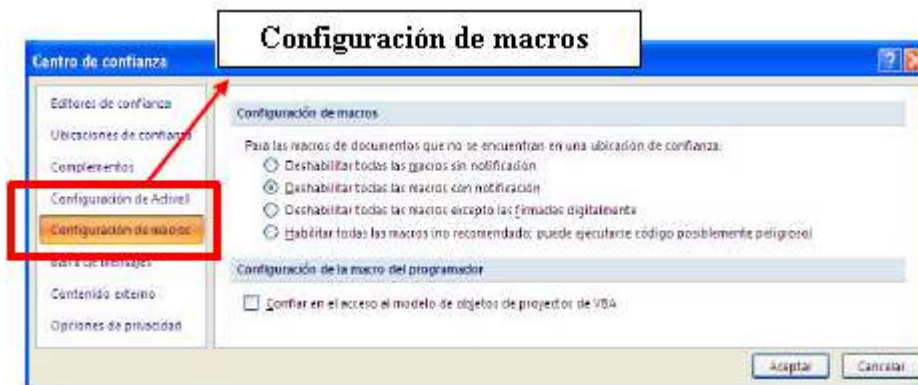 Configuración de macros
Centro de confianza
Editores de confianza
Ubicaciones de confianza
Complementos
Configuración de ActiveX
Configuración de macros
Barra de mensajes
Contenido externo
Opciones de privacidad
Configuración de macros
Para las macros de documentos que no se encuentran en una ubicación de confianza:
Deshabilitar todas las macros sin notificación
Deshabilitar todas las macros con notificación
Deshabilitar todas las macros excepto las firmadas digitalmente
Habilitar todas las macros (no recomendado; puede ejecutarse código posiblemente peligroso)
Configuración de la macro del programador
Confiar en el acceso al modelo de objetos de proyectos de VBA
Aceptar
Cancelar